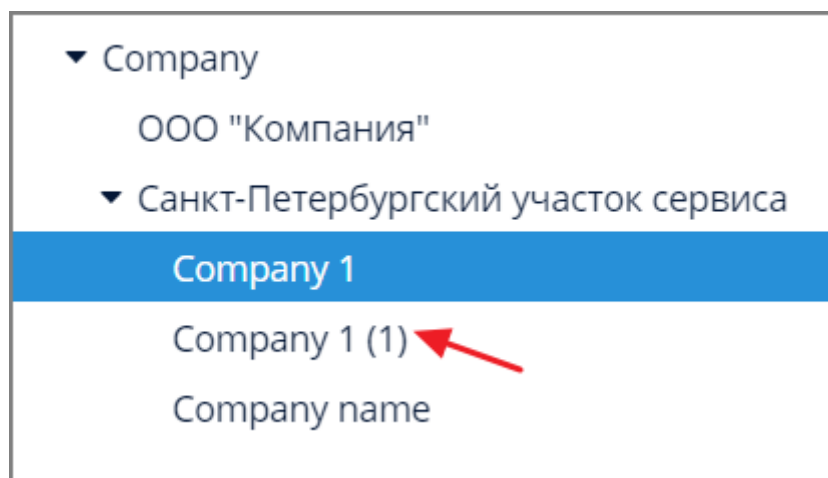 Company
ООО "Компания"
Санкт-Петербургский участок сервиса
Company 1
Company 1 (1)
Company name